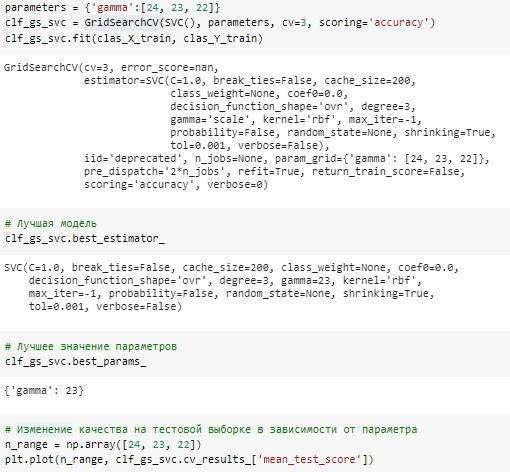 parameters = {'gamma':[24, 23, 22]}
clf_gs_svc = GridSearchCV(SVC(), parameters, cv=3, scoring='accuracy')
clf_gs_svc.fit(clas_X_train, clas_Y_train)
GridSearchCV(cv=3, error_score=nan,
estimator=SVC(C=1.0, break_ties=False, cache_size=200,
class_weight=None, coef0=0.0,
decision_function_shape='ovr', degree=3,
gamma='scale', kernel='rbf', max_iter=-1,
probability=False, random_state=None, shrinking=True,
tol=0.001, verbose=False),
iid='deprecated', n_jobs=None, param_grid={'gamma': [24, 23, 22]},
pre_dispatch='2*n_jobs', refit=True, return_train_score=False,
scoring='accuracy', verbose=0)
# Лучшая модель
clf_gs_svc.best_estimator_
SVC(C=1.0, break_ties=False, cache_size=200, class_weight=None, coef0=0.0,
decision_function_shape='ovr', degree=3, gamma=23, kernel='rbf',
max_iter=-1, probability=False, random_state=None, shrinking=True,
tol=0.001, verbose=False)
# Лучшее значение параметров
clf_gs_svc.best_params_
{'gamma': 23}
# Изменение качества на тестовой выборке в зависимости от параметра
n_range = np.array([24, 23, 22])
plt.plot(n_range, clf_gs_svc.cv_results_['mean_test_score'])